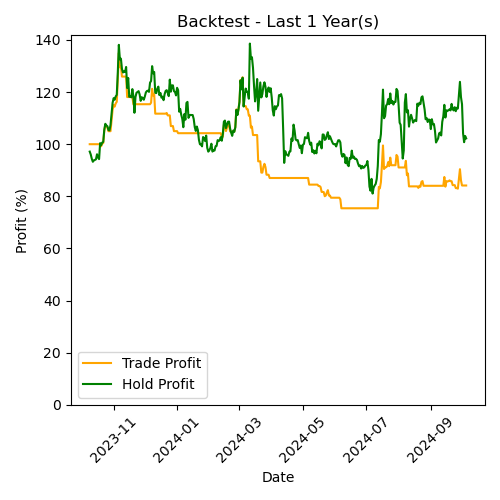 Backtest - Last 1 Year(s)
140
120
100
80
60
40
20
0
Profit (%)
Trade Profit
Hold Profit
2023-11
2024-01
2024-03
2024-05
2024-07
2024-09
Date